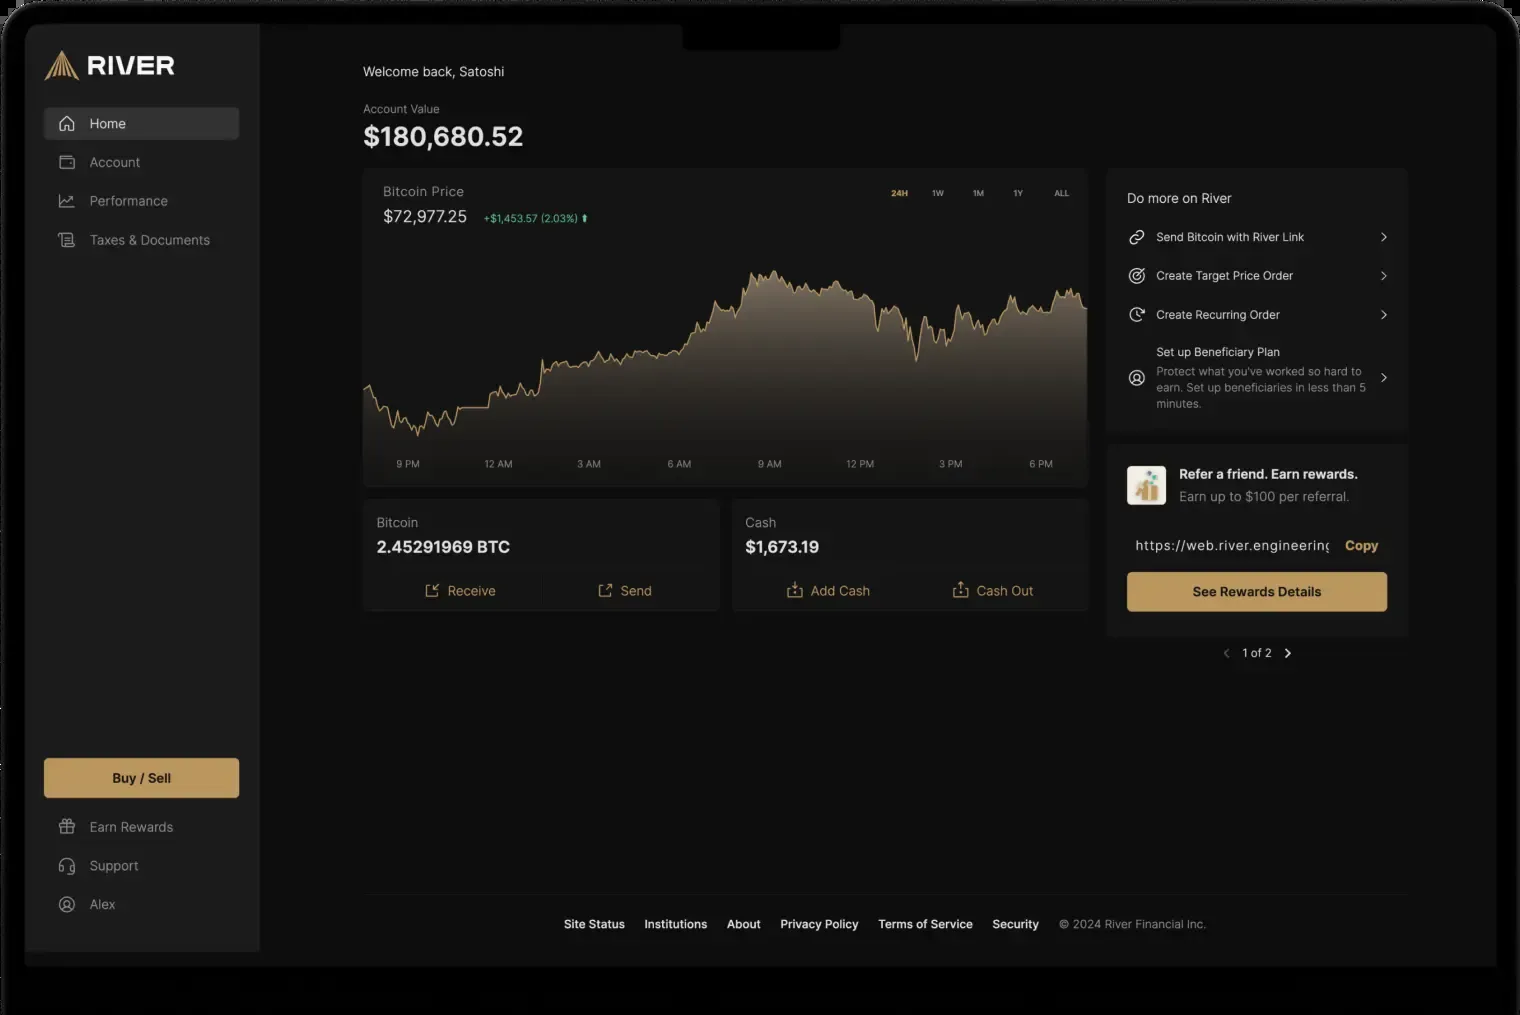 RIVER
Home
Account
Performance
Taxes & Documents
Buy / Sell
Earn Rewards
Support
Alex
Welcome back, Satoshi
Account Value
$180,680.52
Bitcoin Price
$72,977.25 +$1,453.57 (2.03%)
24H 1W 1M 1Y ALL
9 PM 12 AM 3 AM 6 AM 9 AM 12 PM 3 PM 6 PM
Bitcoin
2.45291969 BTC
Receive Send
Cash
$1,673.19
Add Cash Cash Out
Do more on River
Send Bitcoin with River Link
Create Target Price Order
Create Recurring Order
Set up Beneficiary Plan
Protect what you've worked so hard to
earn. Set up beneficiaries in less than 5
minutes.
Refer a friend. Earn rewards.
Earn up to $100 per referral.
https://web.river.engineering Copy
See Rewards Details
1 of 2
Site Status Institutions About Privacy Policy Terms of Service Security © 2024 River Financial Inc.